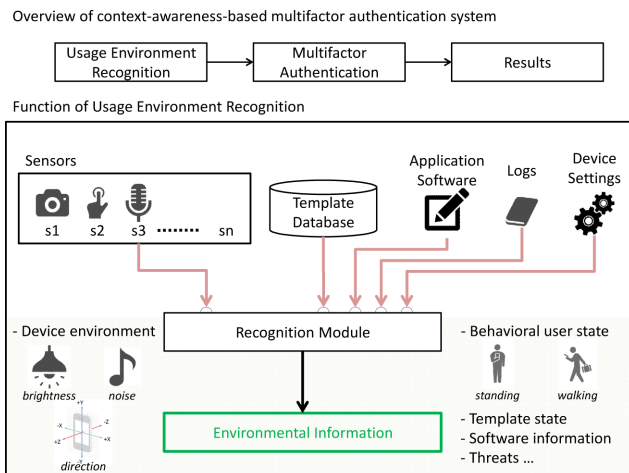 Overview of context-awareness-based multifactor authentication system
Usage Environment
Recognition
Multifactor
Authentication
Results
Function of Usage Environment Recognition
Sensors
s1
s2
s3
........
sn
Template
Database
Application
Software
Logs
Device
Settings
Recognition Module
- Device environment
brightness
noise
+Y
-X
-Z
+Z
+X
-Y
direction
Environmental Information
- Behavioral user state
standing
walking
- Template state
- Software information
- Threats ...